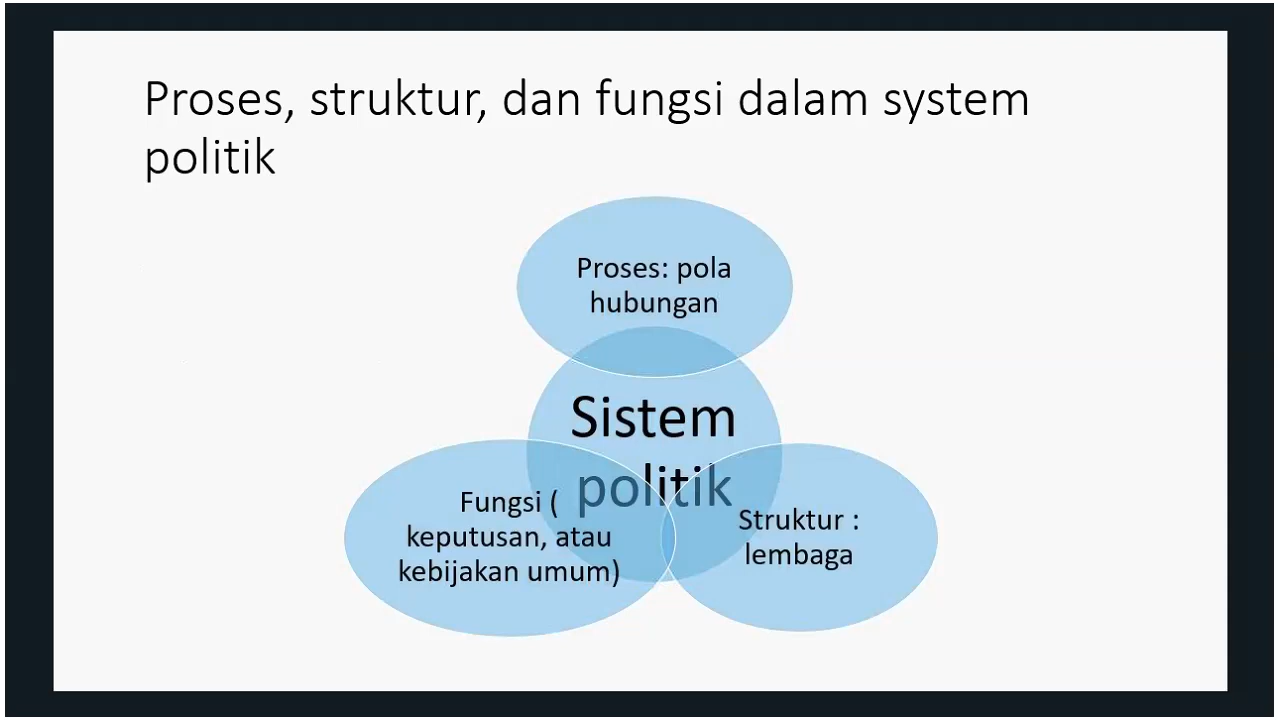 Proses, struktur, dan fungsi dalam system
politik
Proses: pola
hubungan
Sistem
politik
Fungsi (
keputusan, atau
kebijakan umum)
Struktur :
lembaga